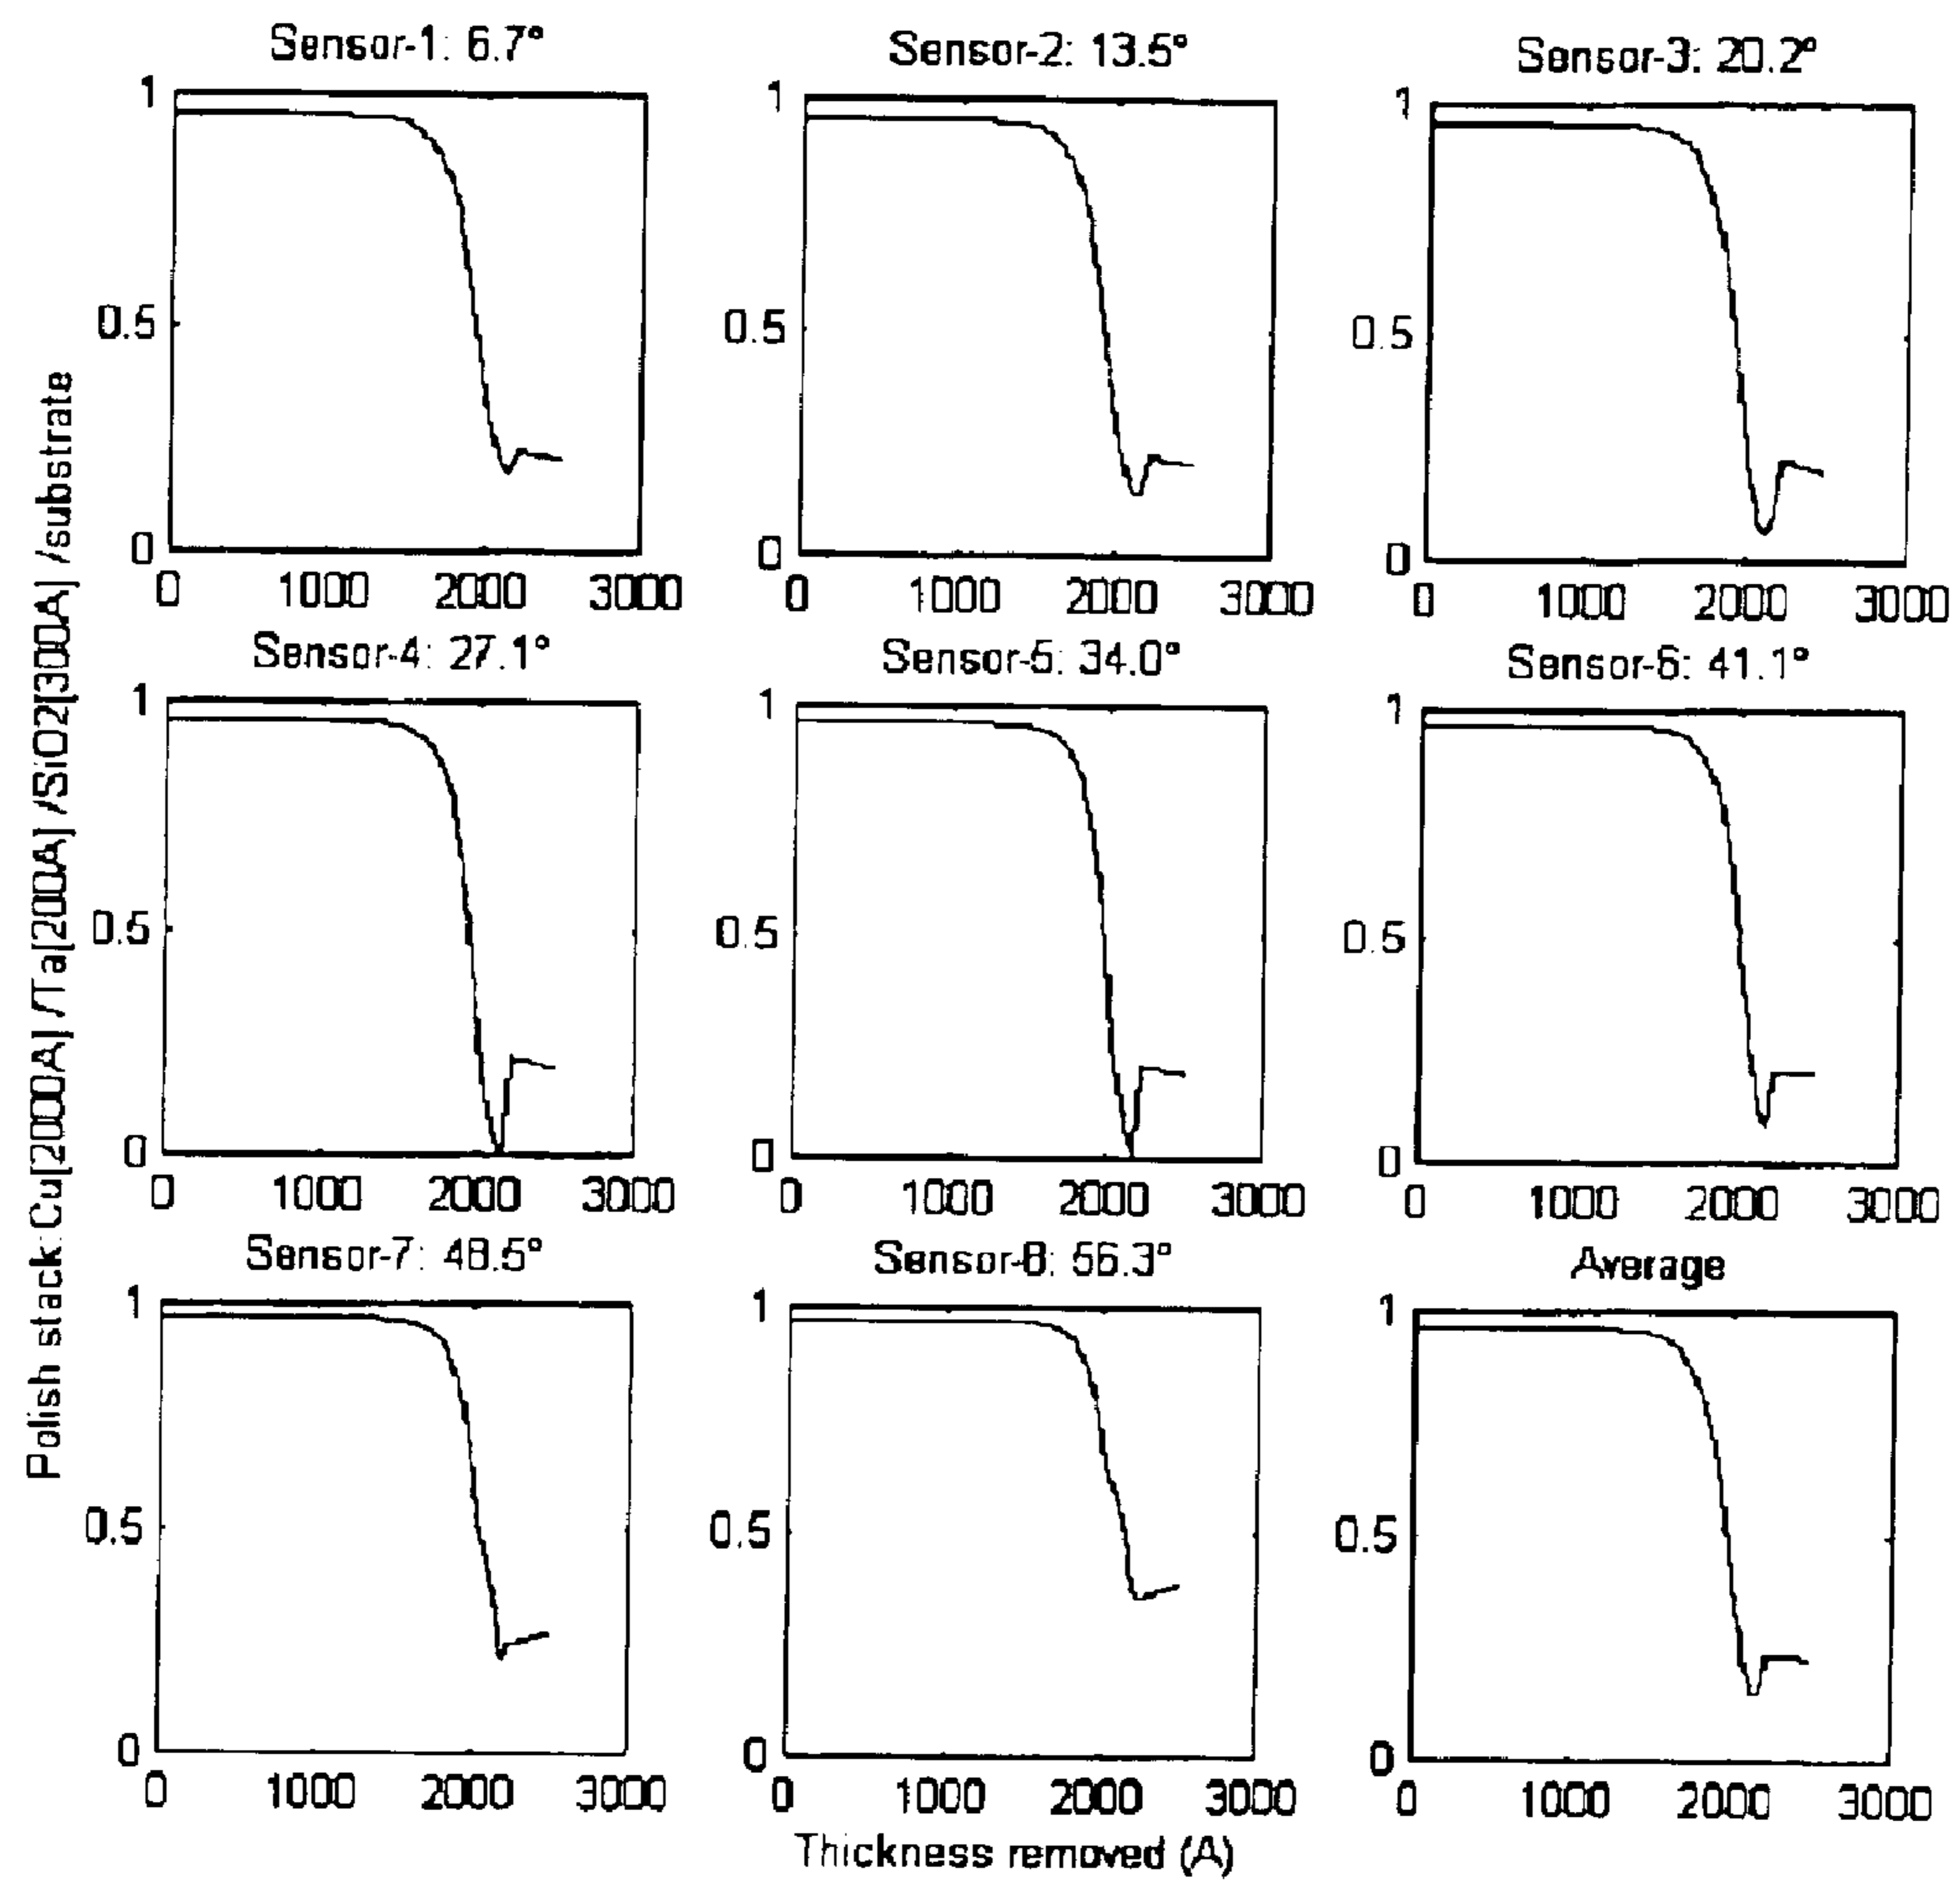 Polish stack:Cu[2000A] /Ta[200A] /SiO2[300A] /substrate
Sensor-1: 6.7°
1
0.5
0
0 1000 2000 3000
Sensor-2: 13.5°
1
0.5
0
0 1000 2000 3000
Sensor-3: 20.2°
1
0.5
0
0 1000 2000 3000
Sensor-4: 27.1°
1
0.5
0
0 1000 2000 3000
Sensor-5: 34.0°
1
0.5
0
0 1000 2000 3000
Sensor-6: 41.1°
1
0.5
0
0 1000 2000 3000
Sensor-7: 48.5°
1
0.5
0
0 1000 2000 3000
Sensor-8: 56.3°
1
0.5
0
0 1000 2000 3000
Average
1
0.5
0
0 1000 2000 3000
Thickness removed (A)